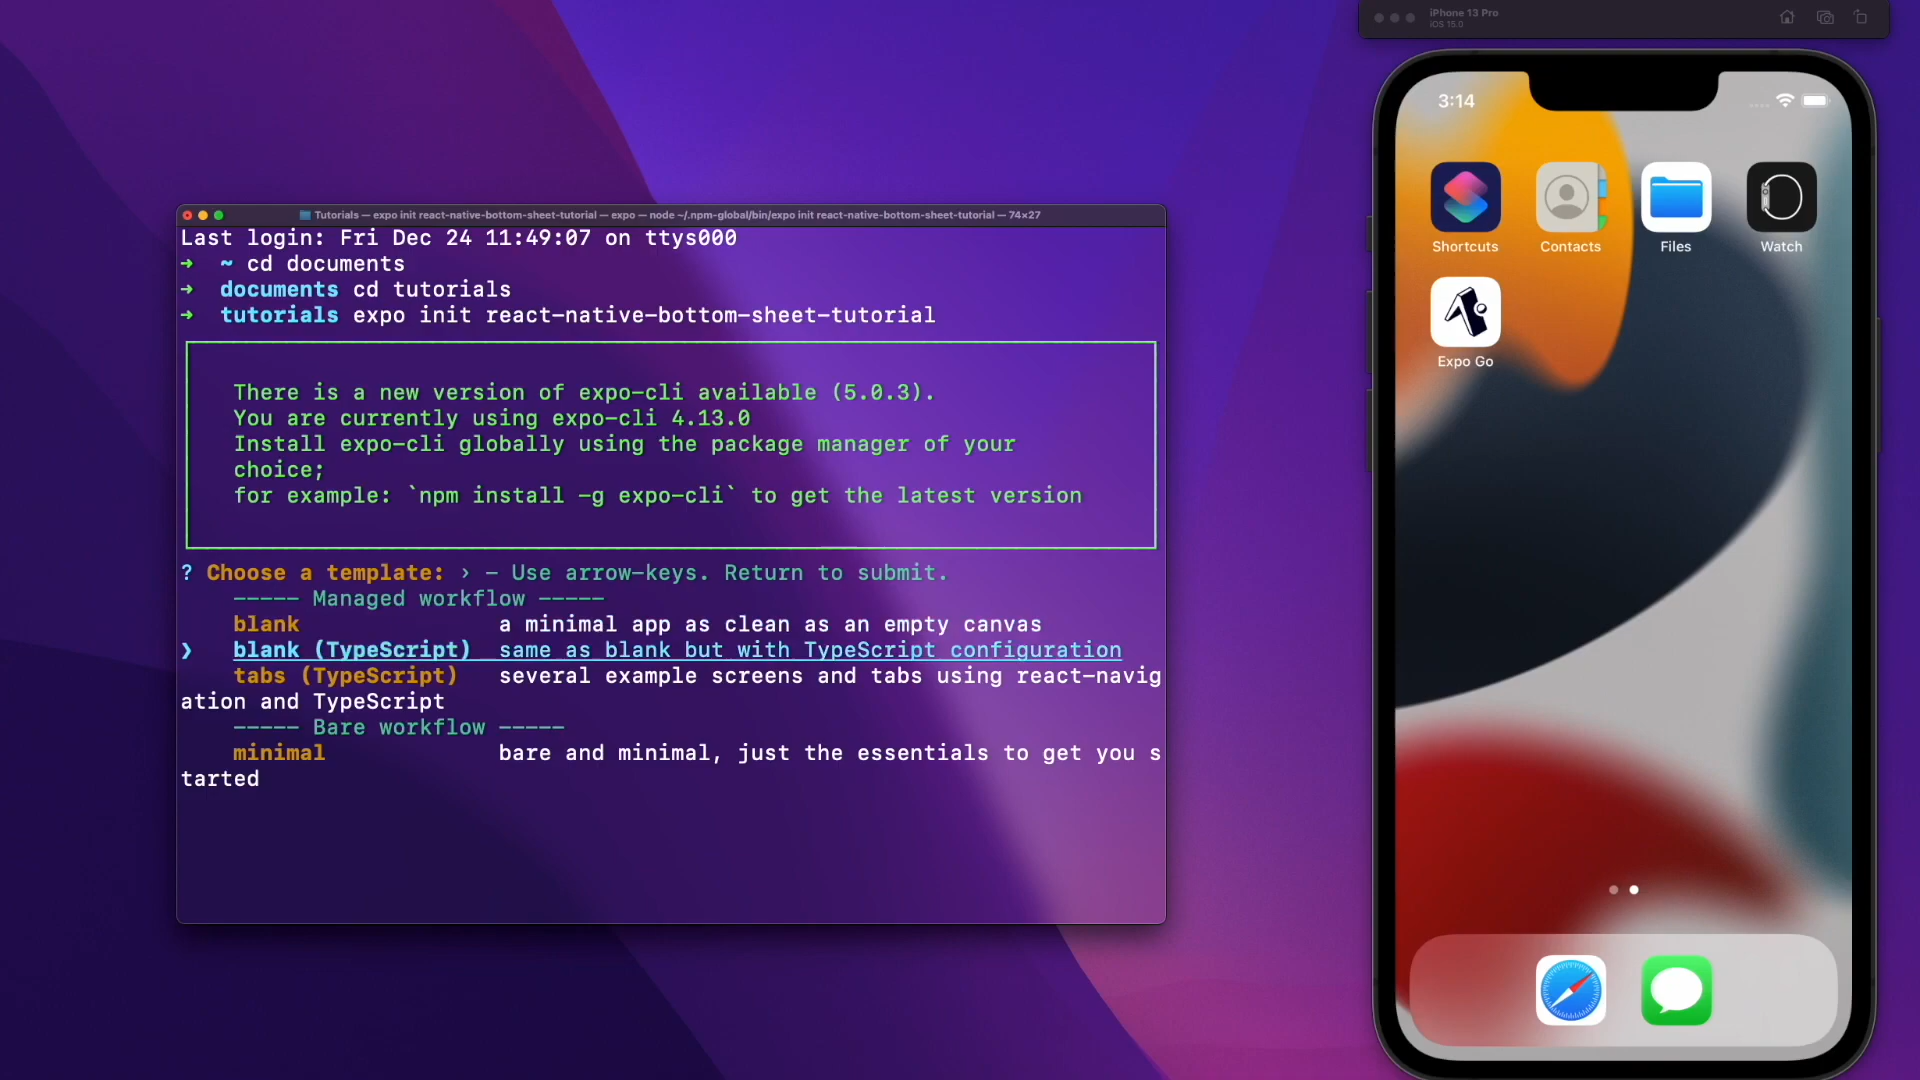 iPhone 13 Pro
iOS 15.0
3:14
Shortcuts
Contacts
Files
Watch
Expo Go
Tutorials — expo init react-native-bottom-sheet-tutorial — expo — node ~/.npm-global/bin/expo init react-native-bottom-sheet-tutorial — 74×27
Last login: Fri Dec 24 11:49:07 on ttys000
➜ ~ cd documents
➜ documents cd tutorials
➜ tutorials expo init react-native-bottom-sheet-tutorial
There is a new version of expo-cli available (5.0.3).
You are currently using expo-cli 4.13.0
Install expo-cli globally using the package manager of your
choice;
for example: `npm install -g expo-cli` to get the latest version
? Choose a template: › - Use arrow-keys. Return to submit.
----- Managed workflow -----
blank a minimal app as clean as an empty canvas
❯ blank (TypeScript) same as blank but with TypeScript configuration
tabs (TypeScript) several example screens and tabs using react-navig
ation and TypeScript
----- Bare workflow -----
minimal bare and minimal, just the essentials to get you s
tarted